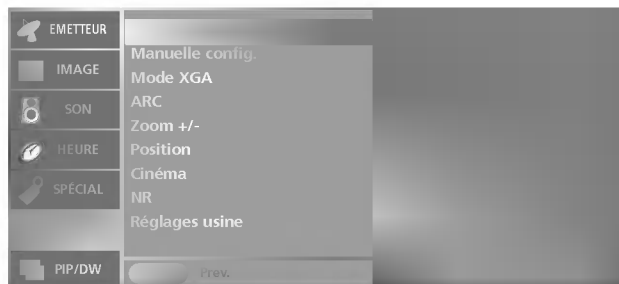 EMETTEUR
IMAGE
SON
HEURE
SPÉCIAL
PIP/DW
Manuelle config.
Mode XGA
ARC
Zoom +/-
Position
Cinéma
NR
Réglages usine
Prev.